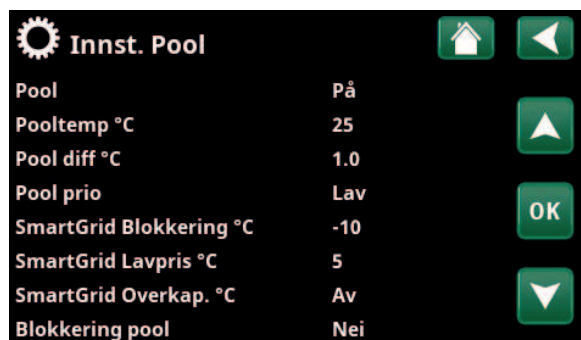 Innst. Pool
Pool På
Pooltemp °C 25
Pool diff °C 1.0
Pool prio Lav
SmartGrid Blokkering °C -10
SmartGrid Lavpris °C 5
SmartGrid Overkap. °C Av
Blokkering pool Nei
OK